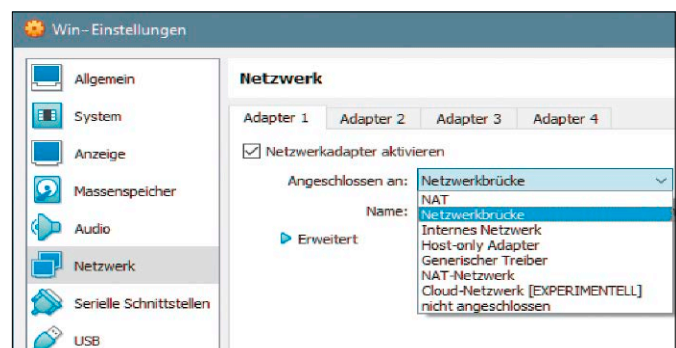 Win-- Einstellungen
Allgemein
System
Anzeige
Massenspeicher
Audio
Netzwerk
Serielle Schnittstellen
USB
Netzwerk
Adapter 1 Adapter 2 Adapter 3 Adapter 4
Netzwerkadapter aktivieren
Angeschlossen an: Netzwerkbrücke
NAT
Netzwerkbrücke
Internes Netzwerk
Host-only Adapter
Generischer Treiber
NAT-Netzwerk
Cloud-Netzwerk [EXPERIMENTELL]
nicht angeschlossen
Name:
Erweitert